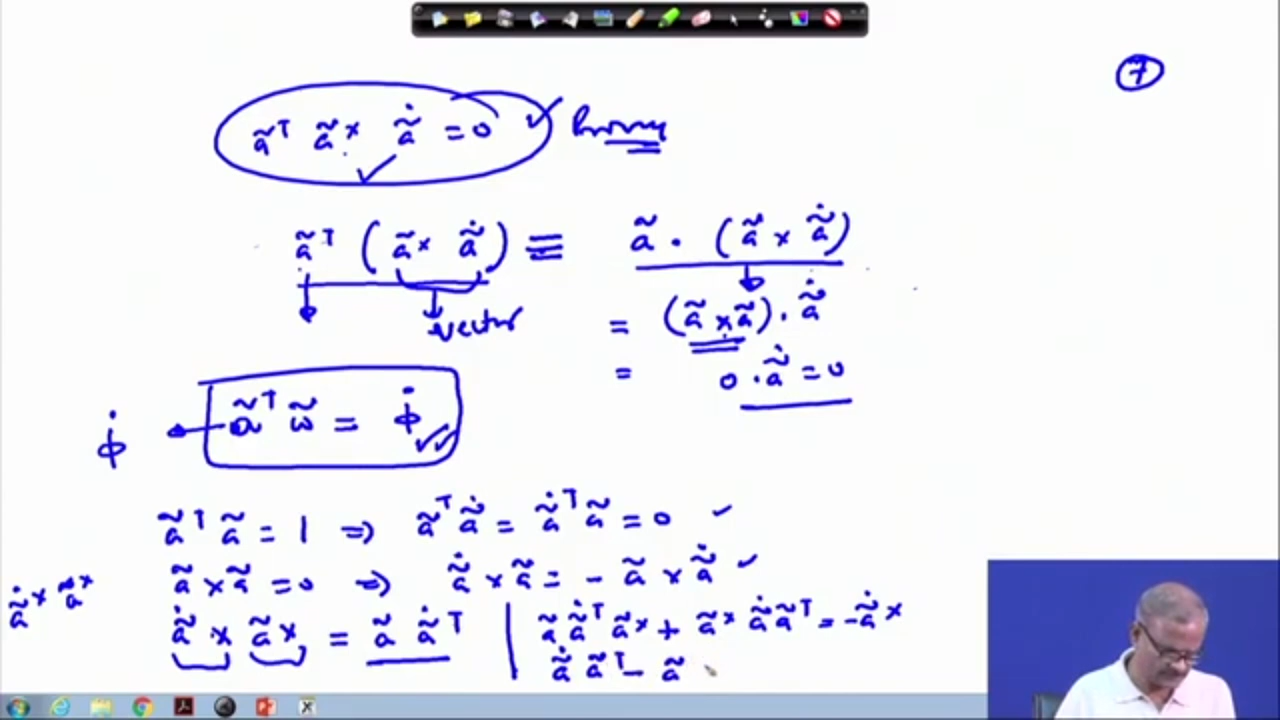 7
ã^T ã^× ã̇ = 0 ✓
ã^T (ã^× ã̇) ≡ ã · (ã × ã̇)
vector
= (ã × ã) · ã̇
= 0 · ã̇ = 0
φ̇ ← ã^T ω̃ = φ̇
ã^T ã = 1 ⇒ ã^T ã̇ = ã̇^T ã = 0 ✓
ã × ã = 0 ⇒ ã̇ × ã = - ã × ã̇ ✓
ã̇^× ã^×
ã̇^× ã^× = ã ã̇^T | ã ã̇^T ã^× + ã^× ã̇ ã^T = - ã̇^×
ã̇ ã^T - ã